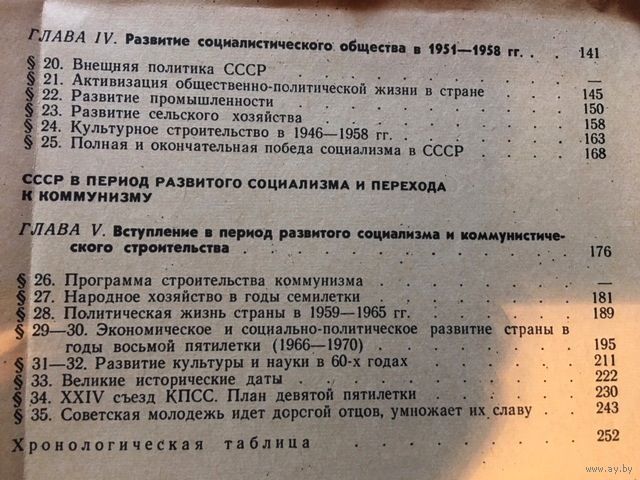 ГЛАВА IV. Развитие социалистического общества в 1951—1958 гг. . . 141
§ 20. Внешняя политика СССР . . . . . . . . . . —
§ 21. Активизация общественно-политической жизни в стране . . . 145
§ 22. Развитие промышленности . . . . . . . . . . 150
§ 23. Развитие сельского хозяйства . . . . . . . . . 158
§ 24. Культурное строительство в 1946—1958 гг. . . . . . . 163
§ 25. Полная и окончательная победа социализма в СССР . . . . 168
СССР В ПЕРИОД РАЗВИТОГО СОЦИАЛИЗМА И ПЕРЕХОДА
К КОММУНИЗМУ
ГЛАВА V. Вступление в период развитого социализма и коммунистиче-
ского строительства . . . . . . . . . . . . 176
§ 26. Программа строительства коммунизма . . . . . . . —
§ 27. Народное хозяйство в годы семилетки . . . . . . . 181
§ 28. Политическая жизнь страны в 1959—1965 гг. . . . . . 189
§ 29—30. Экономическое и социально-политическое развитие страны в
годы восьмой пятилетки (1966—1970) . . . . . . . 195
§ 31—32. Развитие культуры и науки в 60-х годах . . . . . 211
§ 33. Великие исторические даты . . . . . . . . . 222
§ 34. XXIV съезд КПСС. План девятой пятилетки . . . . . 230
§ 35. Советская молодежь идет дорогой отцов, умножает их славу . . 243
Хронологическая таблица . . . . . . . . . . 252
www.ay.by